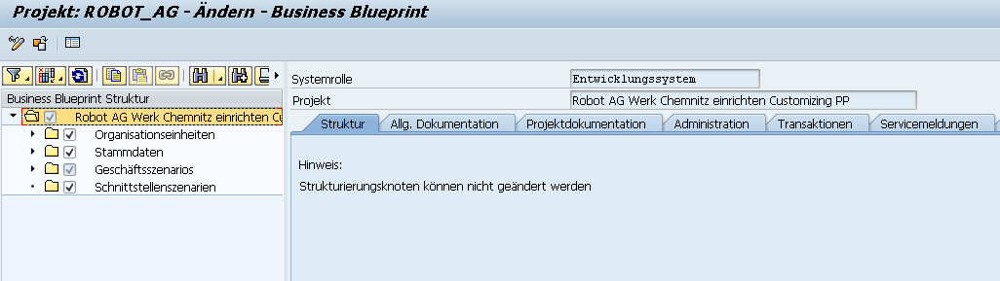 Projekt: ROBOT_AG - Ändern - Business Blueprint
Systemrolle Entwicklungssystem
Business Blueprint Struktur
Projekt Robot AG Werk Chemnitz einrichten Customizing PP
Robot AG Werk Chemnitz einrichten Cu
Struktur Allg. Dokumentation Projektdokumentation Administration Transaktionen Servicemeldungen
Organisationseinheiten
Stammdaten
Geschäftsszenarios
Schnittstellenszenarien
Hinweis:
Strukturierungsknoten können nicht geändert werden